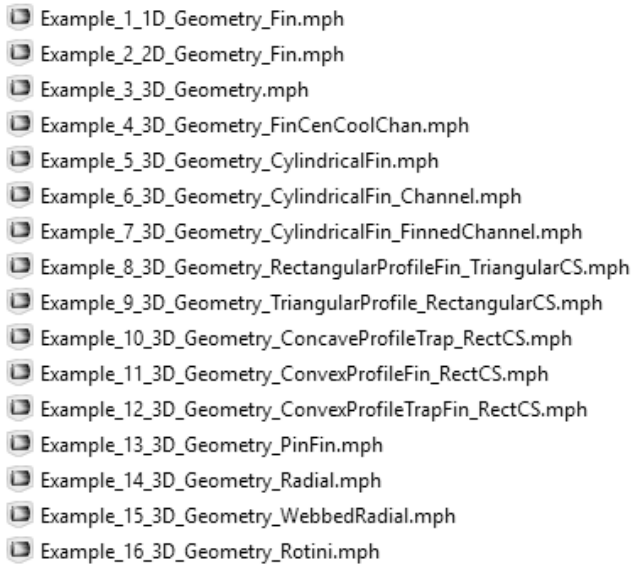 Example_1_1D_Geometry_Fin.mph
Example_2_2D_Geometry_Fin.mph
Example_3_3D_Geometry.mph
Example_4_3D_Geometry_FinCenCoolChan.mph
Example_5_3D_Geometry_CylindricalFin.mph
Example_6_3D_Geometry_CylindricalFin_Channel.mph
Example_7_3D_Geometry_CylindricalFin_FinnedChannel.mph
Example_8_3D_Geometry_RectangularProfileFin_TriangularCS.mph
Example_9_3D_Geometry_TriangularProfile_RectangularCS.mph
Example_10_3D_Geometry_ConcaveProfileTrap_RectCS.mph
Example_11_3D_Geometry_ConvexProfileFin_RectCS.mph
Example_12_3D_Geometry_ConvexProfileTrapFin_RectCS.mph
Example_13_3D_Geometry_PinFin.mph
Example_14_3D_Geometry_Radial.mph
Example_15_3D_Geometry_WebbedRadial.mph
Example_16_3D_Geometry_Rotini.mph